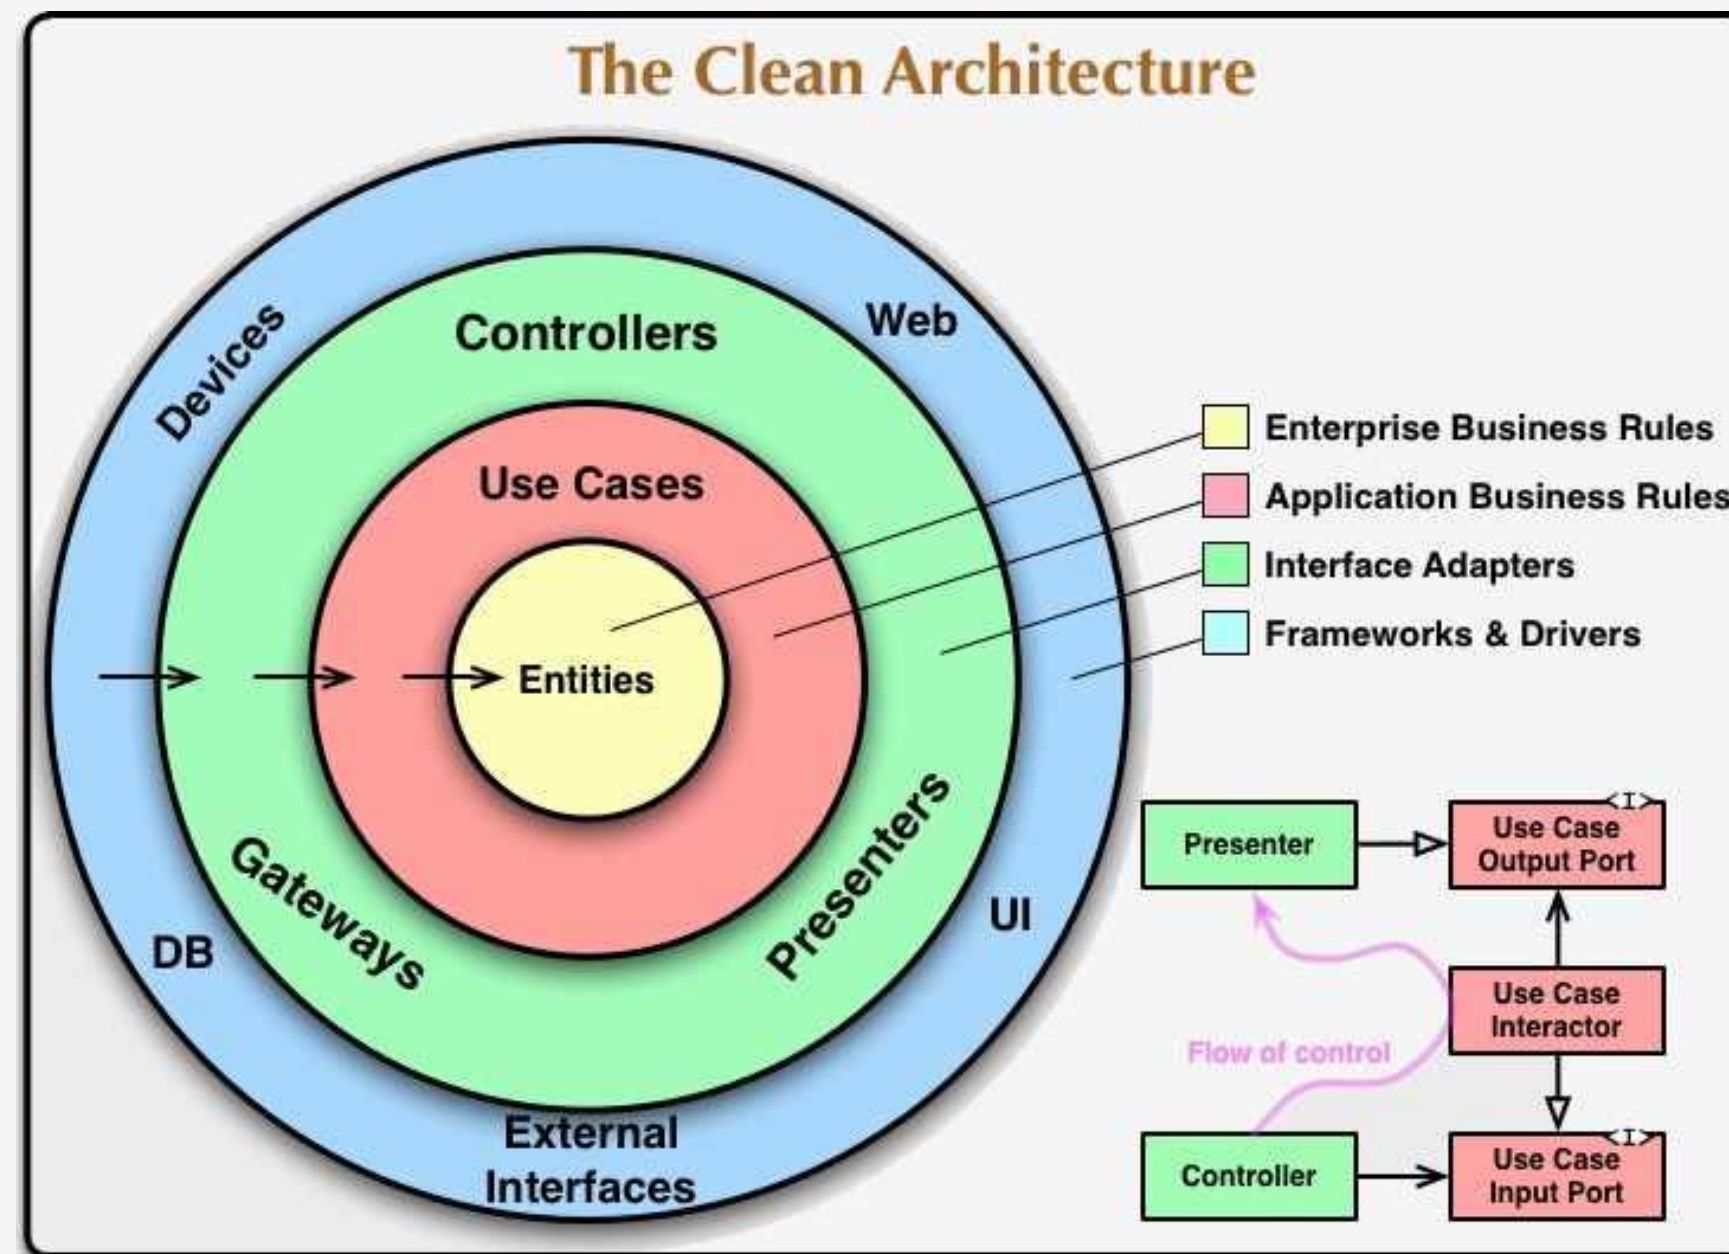 The Clean Architecture
Devices
Controllers
Web
Use Cases
Entities
Gateways
Presenters
DB
UI
External
Interfaces
Enterprise Business Rules
Application Business Rules
Interface Adapters
Frameworks & Drivers
Presenter
<I>
Use Case
Output Port
Use Case
Interactor
Flow of control
Controller
<I>
Use Case
Input Port